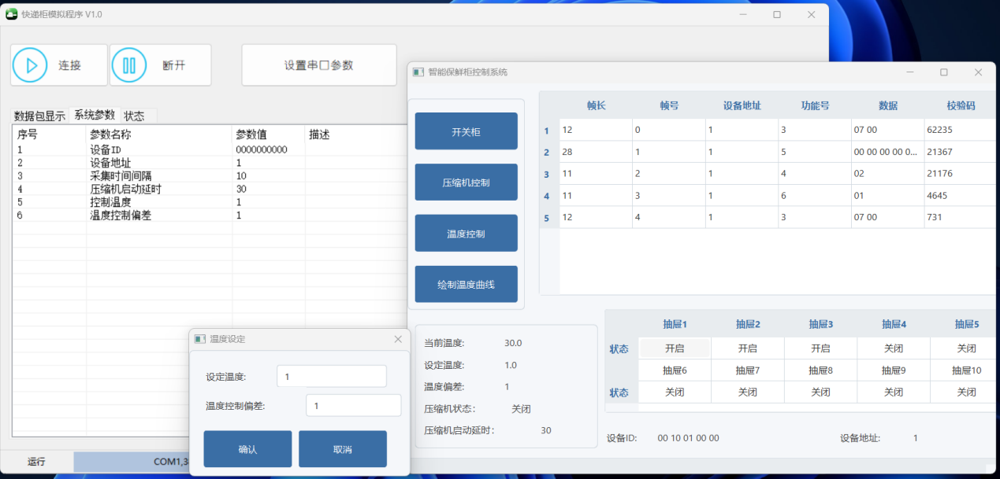 快递柜模拟程序 V1.0
连接
断开
设置串口参数
数据包显示 系统参数 状态
序号 参数名称 参数值 描述
1 设备ID 0000000000
2 设备地址 1
3 采集时间间隔 10
4 压缩机启动延时 30
5 控制温度 1
6 温度控制偏差 1
运行 COM1,3
智能保鲜柜控制系统
开关柜
压缩机控制
温度控制
绘制温度曲线
帧长 帧号 设备地址 功能号 数据 校验码
1 12 0 1 3 07 00 62235
2 28 1 1 5 00 00 00 00 0... 21367
3 11 2 1 4 02 21176
4 11 3 1 6 01 4645
5 12 4 1 3 07 00 731
当前温度: 30.0
设定温度: 1.0
温度偏差: 1
压缩机状态: 关闭
压缩机启动延时: 30
抽屉1 抽屉2 抽屉3 抽屉4 抽屉5
状态 开启 开启 开启 关闭 关闭
抽屉6 抽屉7 抽屉8 抽屉9 抽屉10
状态 关闭 关闭 关闭 关闭 关闭
设备ID: 00 10 01 00 00 设备地址: 1
温度设定
设定温度: 1
温度控制偏差: 1
确认 取消